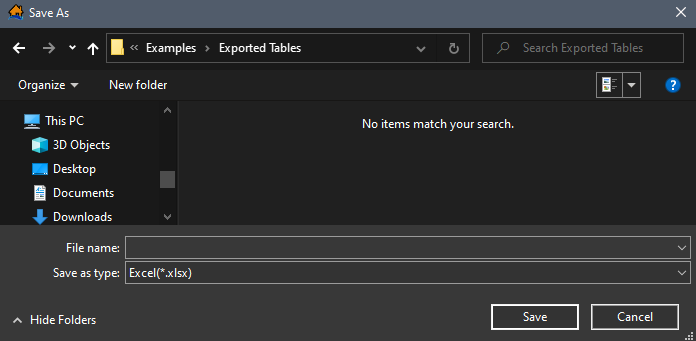 Save As
Examples Exported Tables Search Exported Tables
Organize New folder
This PC
3D Objects
Desktop
Documents
Downloads
No items match your search.
File name:
Save as type: Excel(*.xlsx)
Hide Folders Save Cancel